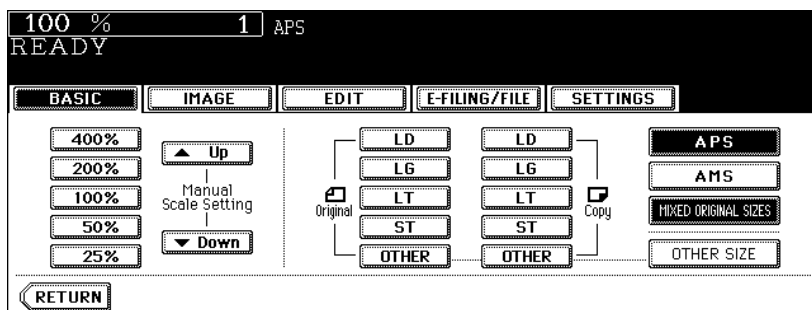 100 % 1 APS
READY
BASIC IMAGE EDIT E-FILING/FILE SETTINGS
400% ▲ Up LD LD APS
200% LG LG AMS
100% Manual Scale Setting Original LT LT Copy MIXED ORIGINAL SIZES
50% ▼ Down ST ST
25% OTHER OTHER OTHER SIZE
RETURN